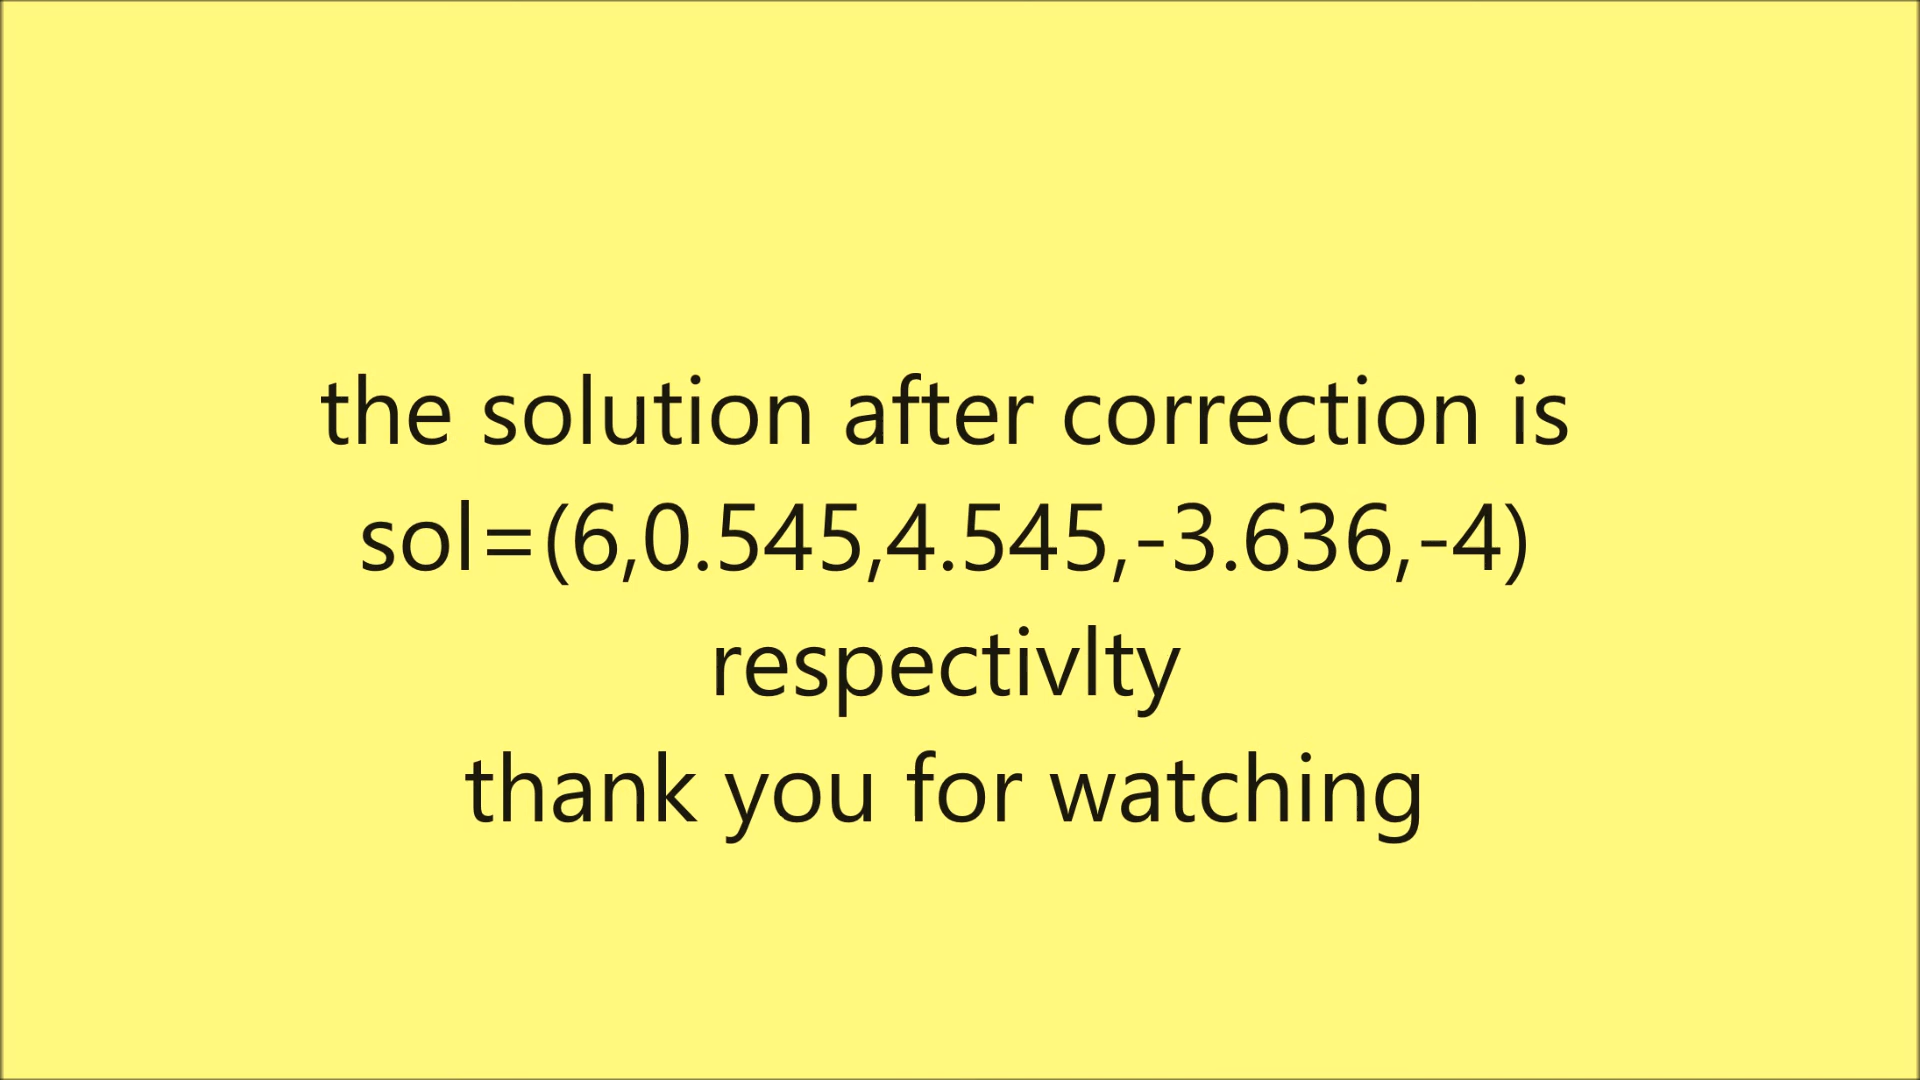 the solution after correction is
sol=(6,0.545,4.545,-3.636,-4)
respectivlty
thank you for watching